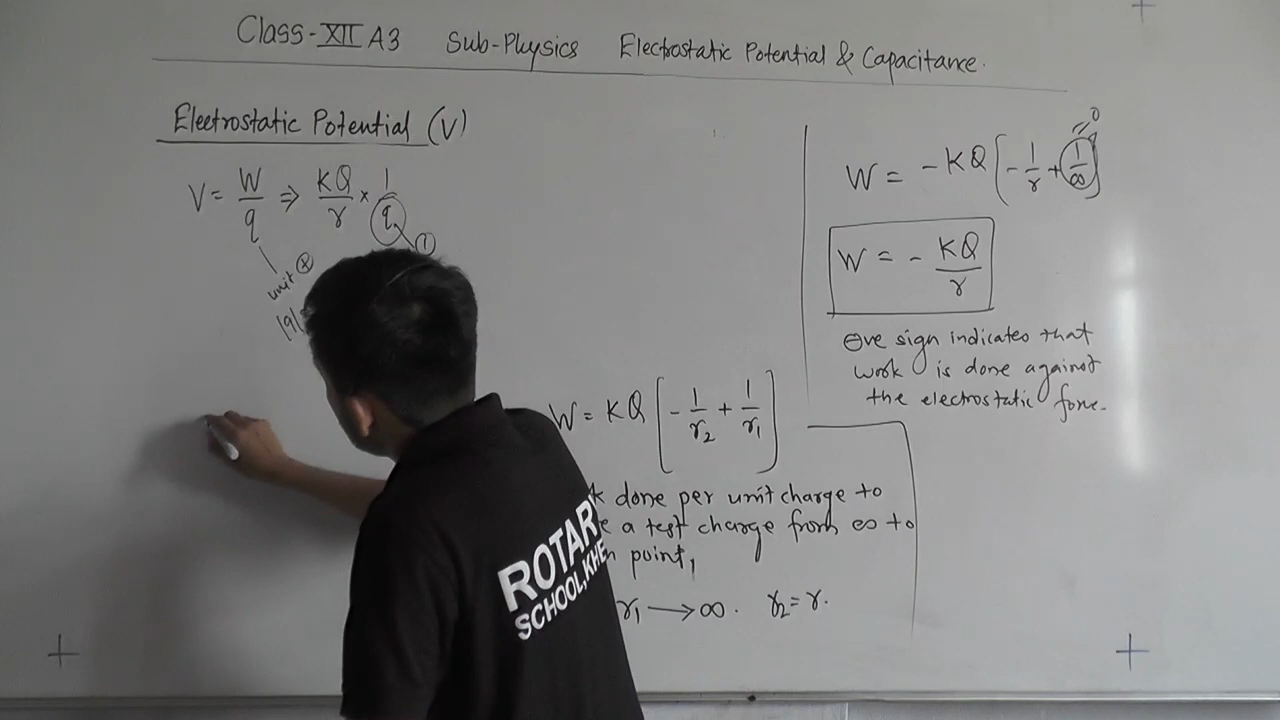 Class-XII A3 Sub-Physics Electrostatic Potential & Capacitance.
Electrostatic Potential (V)
V = W/q ⇒ KQ/r × 1/q
1
unit ⊕
|q|
W = KQ [ - 1/r₂ + 1/r₁ ]
done per unit charge to
a test charge from ∞ to
point,
r₁ → ∞. r₂ = r.
W = - KQ [ - 1/r + 1/∞ ] = 0
W = - KQ/r
⊖ve sign indicates that
work is done against
the electrostatic force.
ROTARY
SCHOOL,